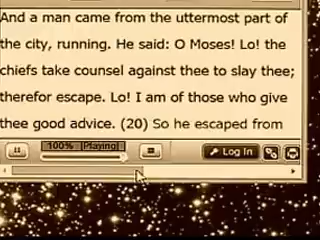 And a man came from the uttermost part of
the city, running. He said: O Moses! Lo! the
chiefs take counsel against thee to slay thee;
therefor escape. Lo! I am of those who give
thee good advice. (20) So he escaped from
100% [Playing]
Log In